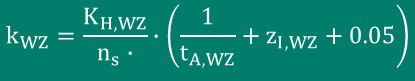 k_WZ = K_H,WZ / n_s · · ( 1 / t_A,WZ + z_I,WZ + 0.05 )